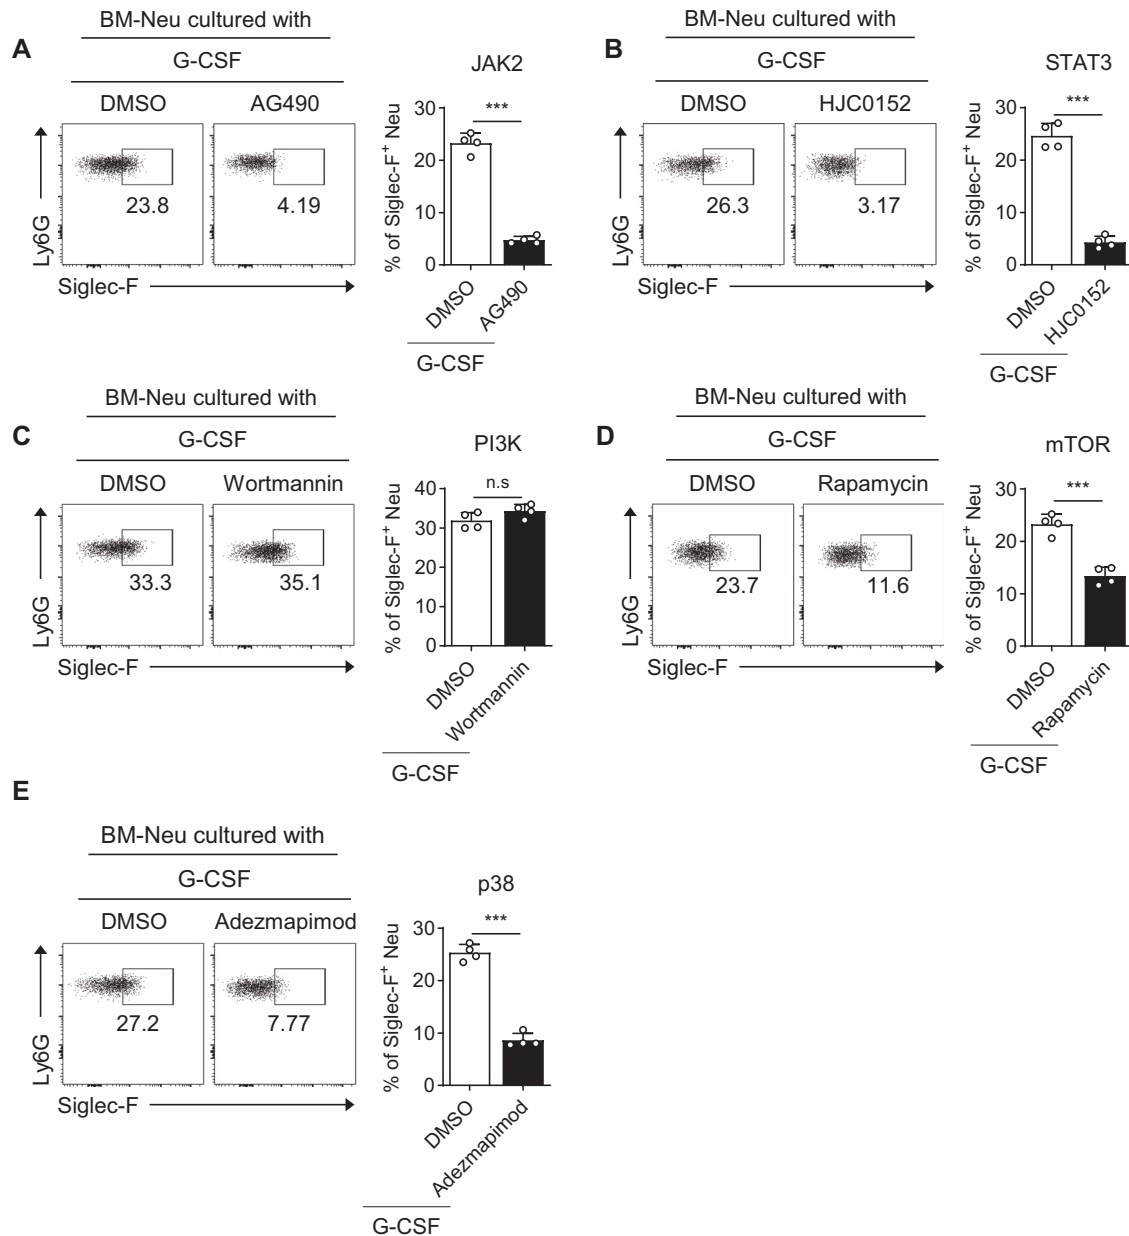 A
BM-Neu cultured with
G-CSF
DMSO
AG490
23.8
4.19
Ly6G
Siglec-F
JAK2
% of Siglec-F+ Neu
30
20
10
0
***
DMSO
AG490
G-CSF
B
BM-Neu cultured with
G-CSF
DMSO
HJC0152
26.3
3.17
Ly6G
Siglec-F
STAT3
% of Siglec-F+ Neu
30
20
10
0
***
DMSO
HJC0152
G-CSF
C
BM-Neu cultured with
G-CSF
DMSO
Wortmannin
33.3
35.1
Ly6G
Siglec-F
PI3K
% of Siglec-F+ Neu
40
30
20
10
0
n.s
DMSO
Wortmannin
G-CSF
D
BM-Neu cultured with
G-CSF
DMSO
Rapamycin
23.7
11.6
Ly6G
Siglec-F
mTOR
% of Siglec-F+ Neu
30
20
10
0
***
DMSO
Rapamycin
G-CSF
E
BM-Neu cultured with
G-CSF
DMSO
Adezmapimod
27.2
7.77
Ly6G
Siglec-F
p38
% of Siglec-F+ Neu
30
20
10
0
***
DMSO
Adezmapimod
G-CSF